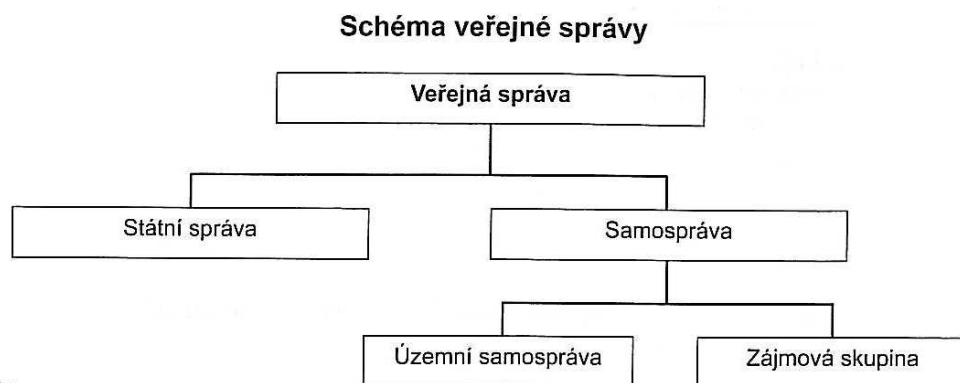 Schéma veřejné správy
Veřejná správa
Státní správa
Samospráva
Územní samospráva
Zájmová skupina